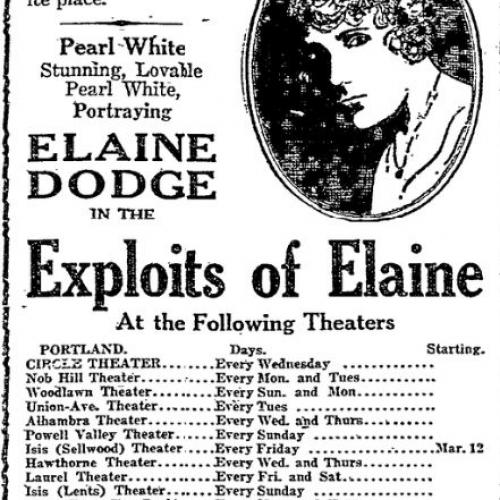 ite place.
Pearl White
Stunning, Lovable
Pearl White,
Portraying
ELAINE
DODGE
IN THE
Exploits of Elaine
At the Following Theaters
PORTLAND. Days. Starting.
CIRCLE THEATER.......Every Wednesday ............
Nob Hill Theater.........Every Mon. and Tues..........
Woodlawn Theater.......Every Sun. and Mon..........
Union-Ave. Theater......Every Tues ................
Alhambra Theater........Every Wed. and Thurs........
Powell Valley Theater....Every Sunday ..............
Isis (Sellwood) Theater...Every Friday ............ Mar. 12
Hawthorne Theater......Every Wed. and Thurs........
Laurel Theater..........Every Fri. and Sat...........
Isis (Lents) Theater......Every Sunday ..............